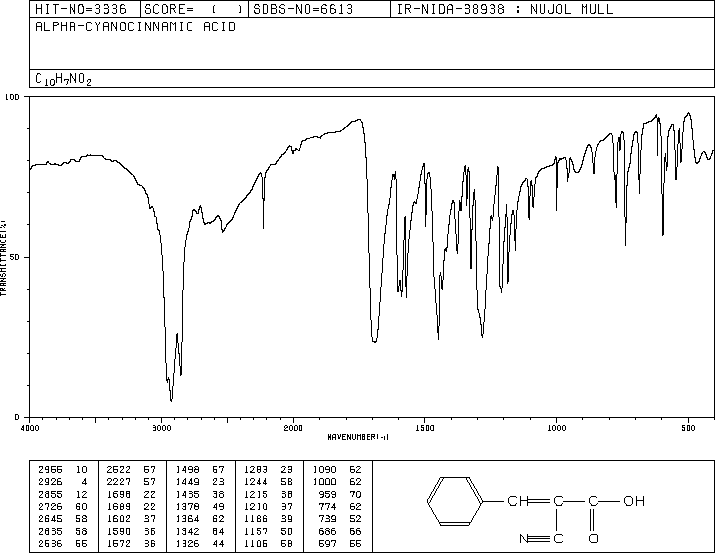 HIT-NO=3336 SCORE= ( ) SDBS-NO=6613 IR-NIDA-38938 : NUJOL MULL
ALPHA-CYANOCINNAMIC ACID
C10H7NO2
100
50
0
TRANSMITTANCE(%)
4000 3000 2000 1500 1000 500
WAVENUMBER(-1)
2955 10 2522 57 1498 67 1283 23 1090 62
2926 4 2227 57 1449 23 1244 58 1000 62
2855 12 1698 22 1435 38 1215 38 959 70
2726 60 1689 22 1378 49 1210 37 774 62
2645 58 1602 37 1364 62 1186 39 739 52
2635 58 1590 36 1342 64 1157 50 686 66
2536 55 1572 36 1326 44 1106 58 597 55
CH C C OH
N C O